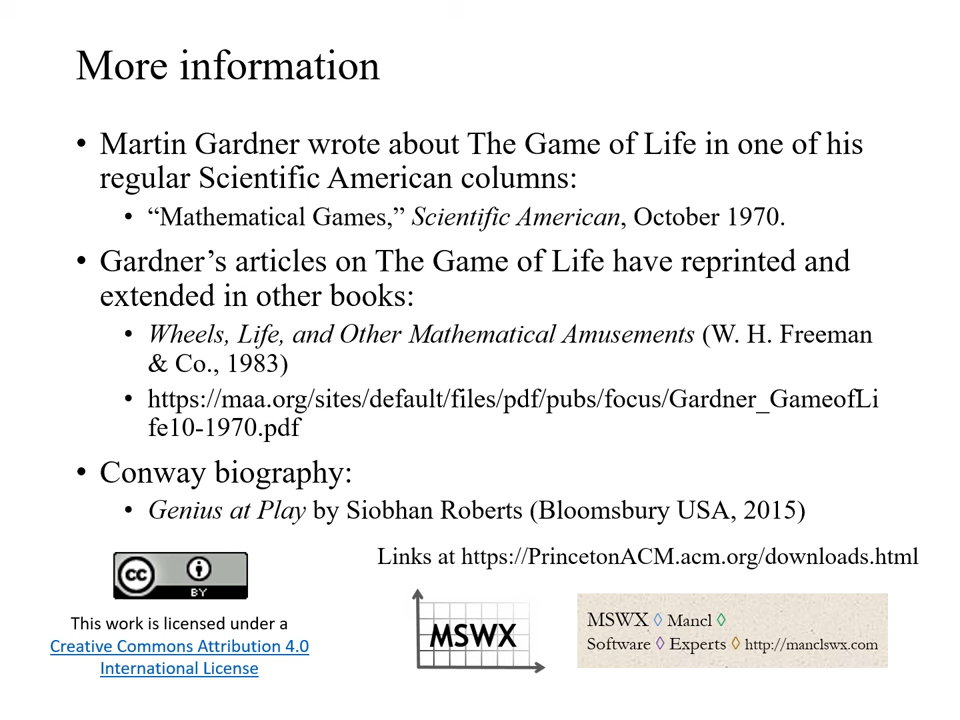 More information
• Martin Gardner wrote about The Game of Life in one of his
regular Scientific American columns:
• “Mathematical Games,” Scientific American, October 1970.
• Gardner’s articles on The Game of Life have reprinted and
extended in other books:
• Wheels, Life, and Other Mathematical Amusements (W. H. Freeman
& Co., 1983)
• https://maa.org/sites/default/files/pdf/pubs/focus/Gardner_GameofLi
fe10-1970.pdf
• Conway biography:
• Genius at Play by Siobhan Roberts (Bloomsbury USA, 2015)
Links at https://PrincetonACM.acm.org/downloads.html
cc
BY
This work is licensed under a
Creative Commons Attribution 4.0
International License
MSWX
MSWX ◊ Mancl ◊
Software ◊ Experts ◊ http://manclswx.com